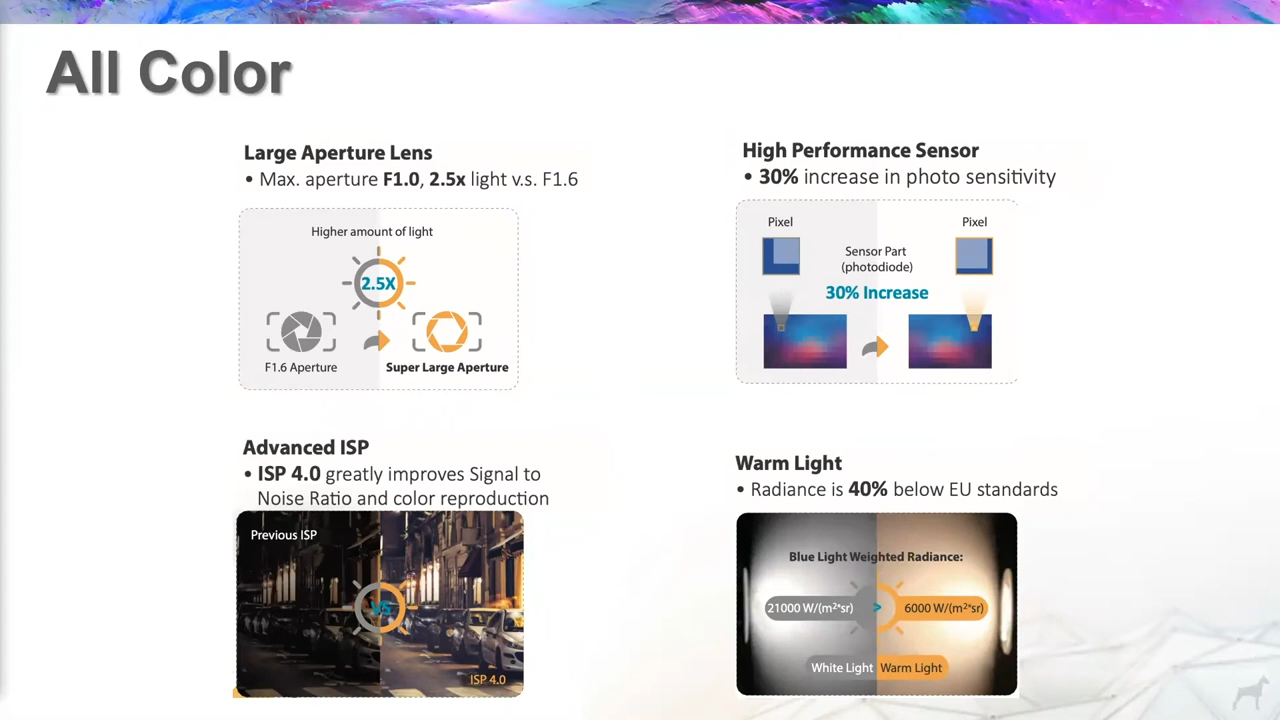 All Color
Large Aperture Lens
• Max. aperture F1.0, 2.5x light v.s. F1.6
Higher amount of light
2.5X
F1.6 Aperture
Super Large Aperture
High Performance Sensor
• 30% increase in photo sensitivity
Pixel
Pixel
Sensor Part
(photodiode)
30% Increase
Advanced ISP
• ISP 4.0 greatly improves Signal to
Noise Ratio and color reproduction
Previous ISP
VS
ISP 4.0
Warm Light
• Radiance is 40% below EU standards
Blue Light Weighted Radiance:
21000 W/(m²*sr)
>
6000 W/(m²*sr)
White Light
Warm Light